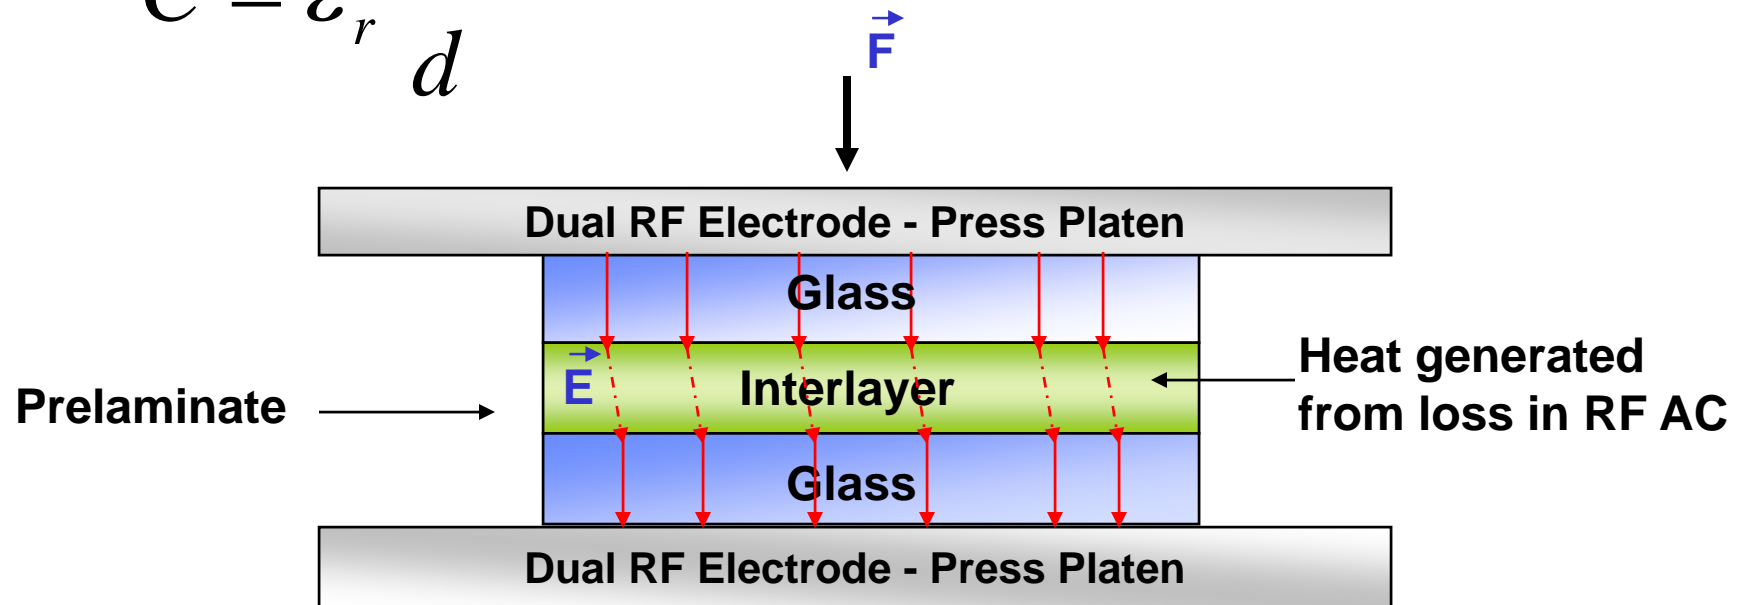 C = ε r
d
F
Dual RF Electrode - Press Platen
Glass
E
Interlayer
Prelaminate
Heat generated
from loss in RF AC
Glass
Dual RF Electrode - Press Platen